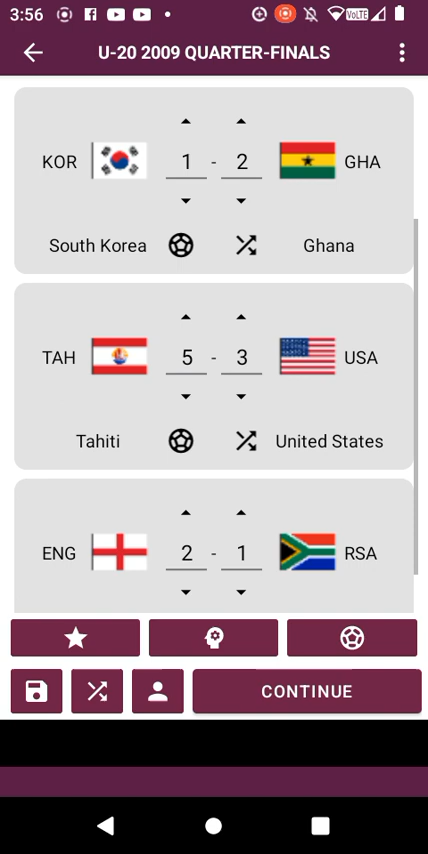 3:56
VoLTE
U-20 2009 QUARTER-FINALS
KOR 1 - 2 GHA
South Korea Ghana
TAH 5 - 3 USA
Tahiti United States
ENG 2 - 1 RSA
CONTINUE